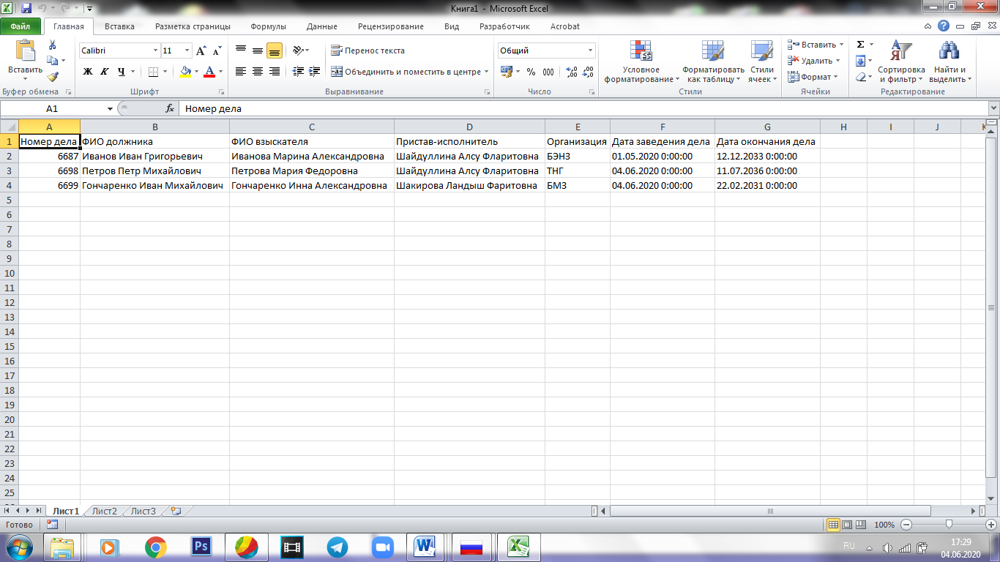 Книга1 - Microsoft Excel
Файл Главная Вставка Разметка страницы Формулы Данные Рецензирование Вид Разработчик Acrobat
Вставить
Буфер обмена
Calibri 11
Ж К Ч
Шрифт
Перенос текста
Объединить и поместить в центре
Выравнивание
Общий
% 000
Число
Условное форматирование
Форматировать как таблицу
Стили ячеек
Стили
Вставить
Удалить
Формат
Ячейки
Сортировка и фильтр
Найти и выделить
Редактирование
A1 fx Номер дела
A B C D E F G H I J K
1 Номер дела ФИО должника ФИО взыскателя Пристав-исполнитель Организация Дата заведения дела Дата окончания дела
2 6687 Иванов Иван Григорьевич Иванова Марина Александровна Шайдуллина Алсу Фларитовна БЭНЗ 01.05.2020 0:00:00 12.12.2033 0:00:00
3 6698 Петров Петр Михайлович Петрова Мария Федоровна Шайдуллина Алсу Фларитовна ТНГ 04.06.2020 0:00:00 11.07.2036 0:00:00
4 6699 Гончаренко Иван Михайлович Гончаренко Инна Александровна Шакирова Ландыш Фаритовна БМЗ 04.06.2020 0:00:00 22.02.2031 0:00:00
5
6
7
8
9
10
11
12
13
14
15
16
17
18
19
20
21
22
23
24
25
Лист1 Лист2 Лист3
Готово 100%
Ps
RU 17:29
04.06.2020